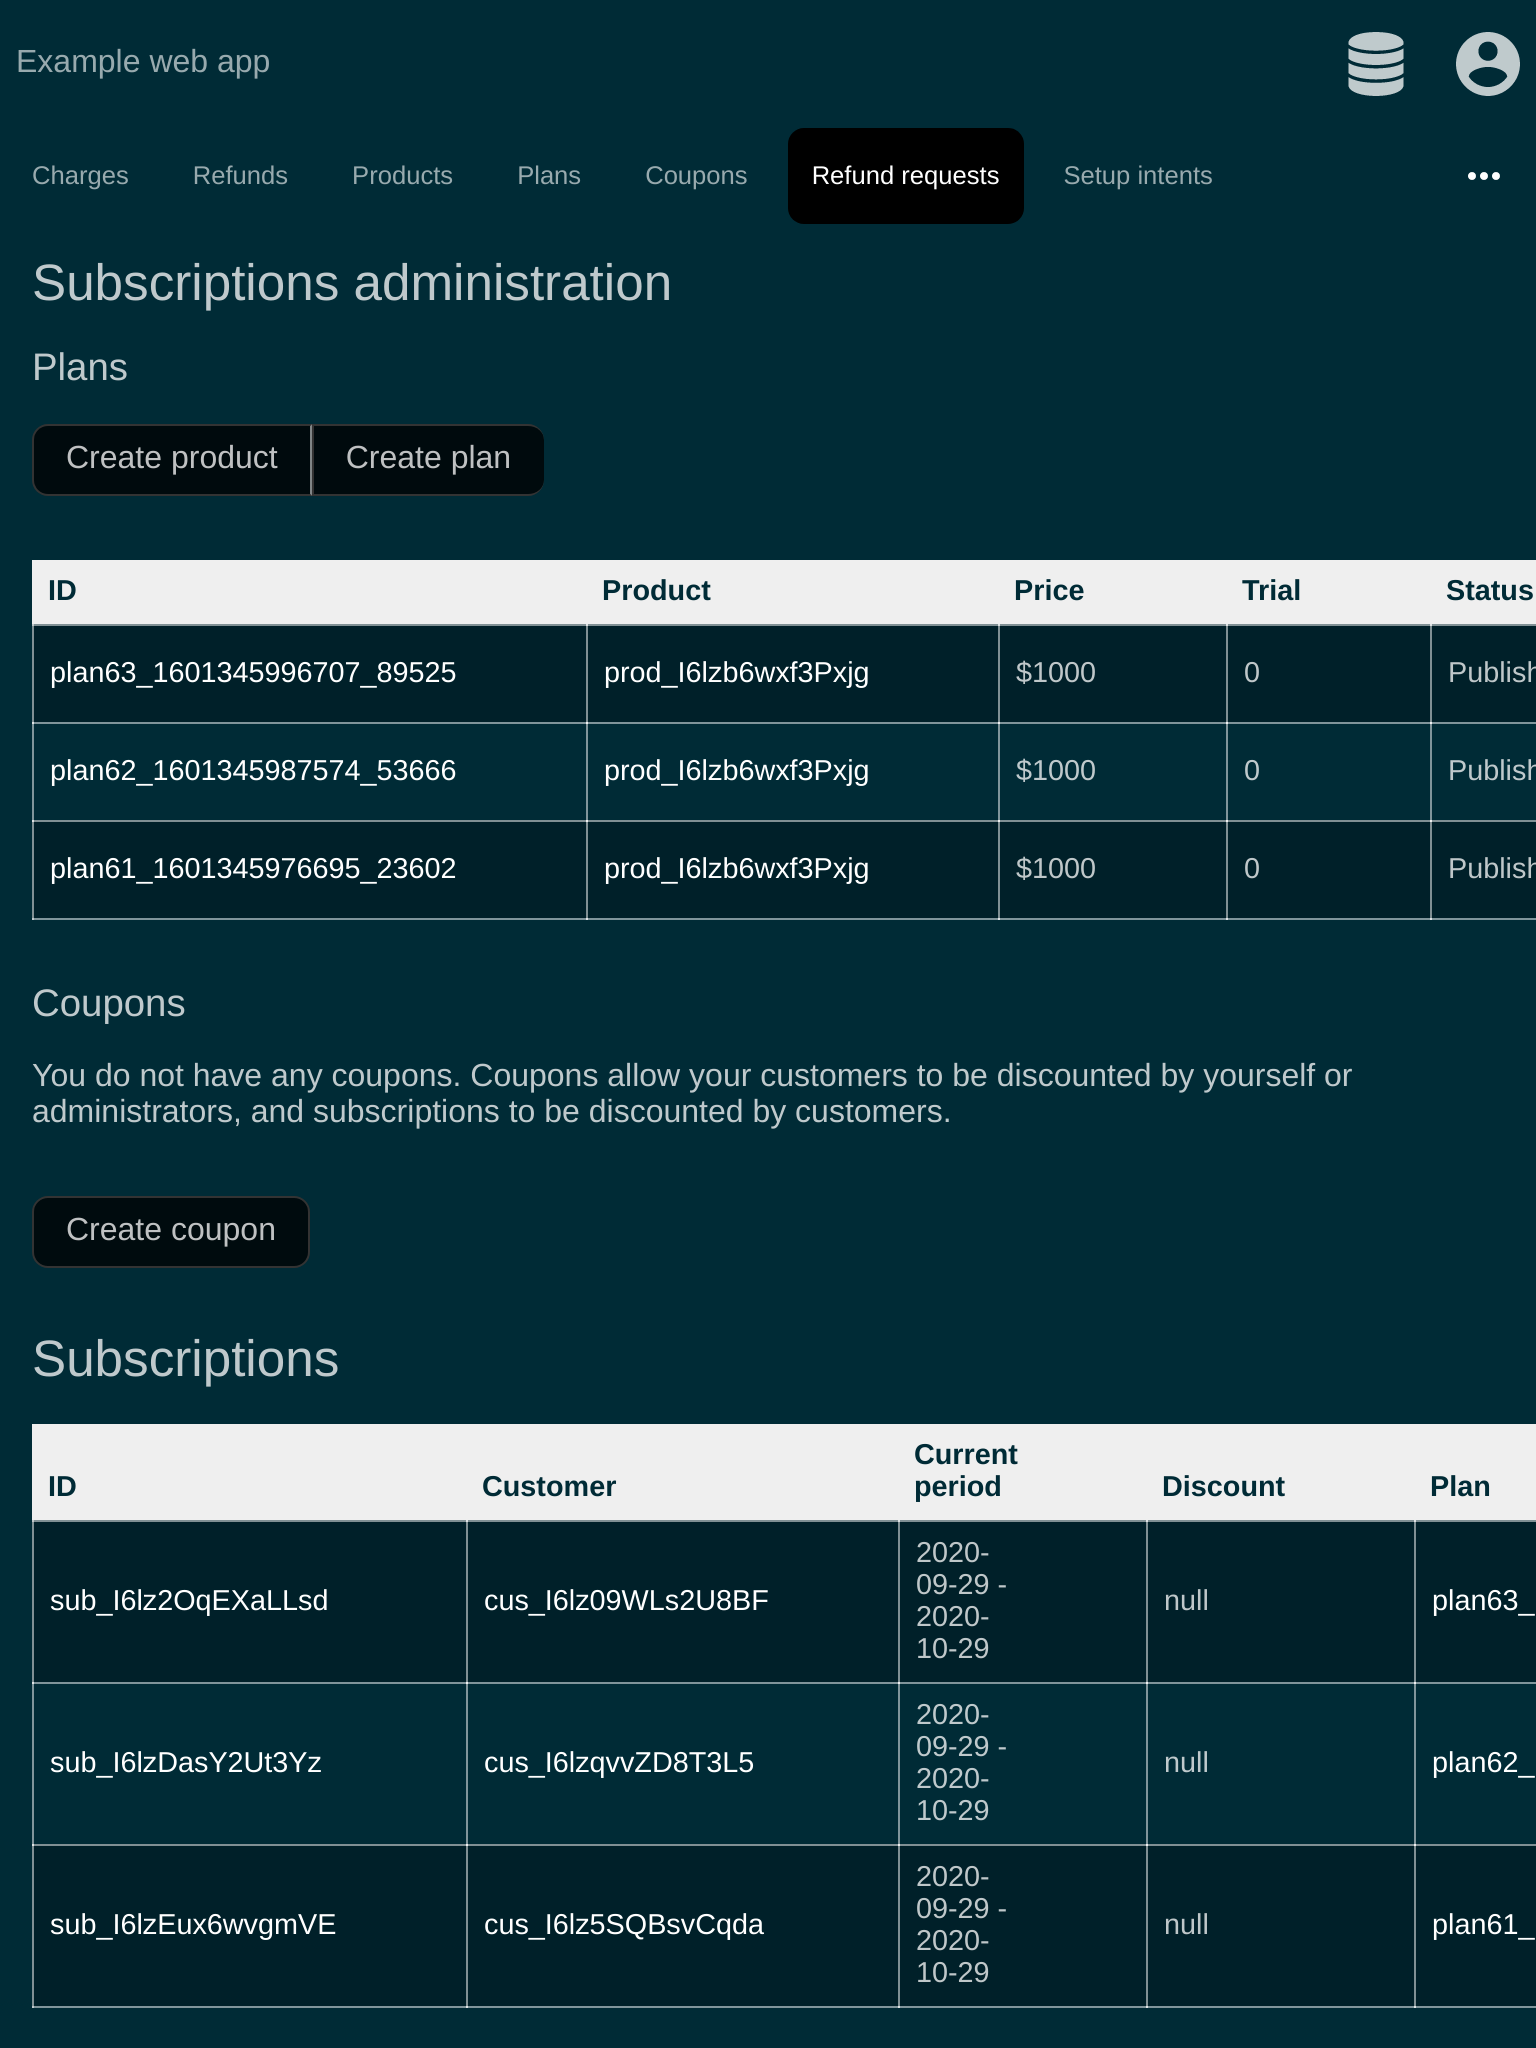 Example web app
Charges Refunds Products Plans Coupons Refund requests Setup intents
Subscriptions administration
Plans
Create product Create plan
ID Product Price Trial Status
plan63_1601345996707_89525 prod_I6lzb6wxf3Pxjg $1000 0 Publish
plan62_1601345987574_53666 prod_I6lzb6wxf3Pxjg $1000 0 Publish
plan61_1601345976695_23602 prod_I6lzb6wxf3Pxjg $1000 0 Publish
Coupons
You do not have any coupons. Coupons allow your customers to be discounted by yourself or
administrators, and subscriptions to be discounted by customers.
Create coupon
Subscriptions
ID Customer Current period Discount Plan
sub_I6lz2OqEXaLLsd cus_I6lz09WLs2U8BF 2020-09-29 - 2020-10-29 null plan63_
sub_I6lzDasY2Ut3Yz cus_I6lzqvvZD8T3L5 2020-09-29 - 2020-10-29 null plan62_
sub_I6lzEux6wvgmVE cus_I6lz5SQBsvCqda 2020-09-29 - 2020-10-29 null plan61_